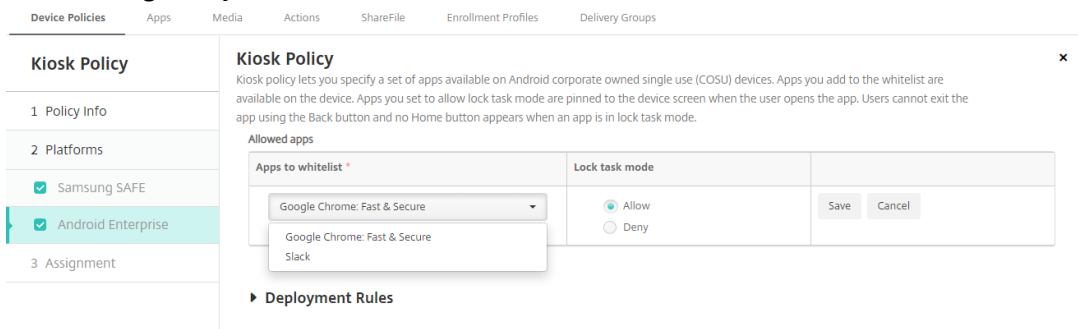 Device Policies Apps Media Actions ShareFile Enrollment Profiles Delivery Groups
Kiosk Policy
1 Policy Info
2 Platforms
Samsung SAFE
Android Enterprise
3 Assignment
Kiosk Policy
×
Kiosk policy lets you specify a set of apps available on Android corporate owned single use (COSU) devices. Apps you add to the whitelist are
available on the device. Apps you set to allow lock task mode are pinned to the device screen when the user opens the app. Users cannot exit the
app using the Back button and no Home button appears when an app is in lock task mode.
Allowed apps
Apps to whitelist * Lock task mode
Google Chrome: Fast & Secure Allow Save Cancel
Deny
Google Chrome: Fast & Secure
Slack
Deployment Rules